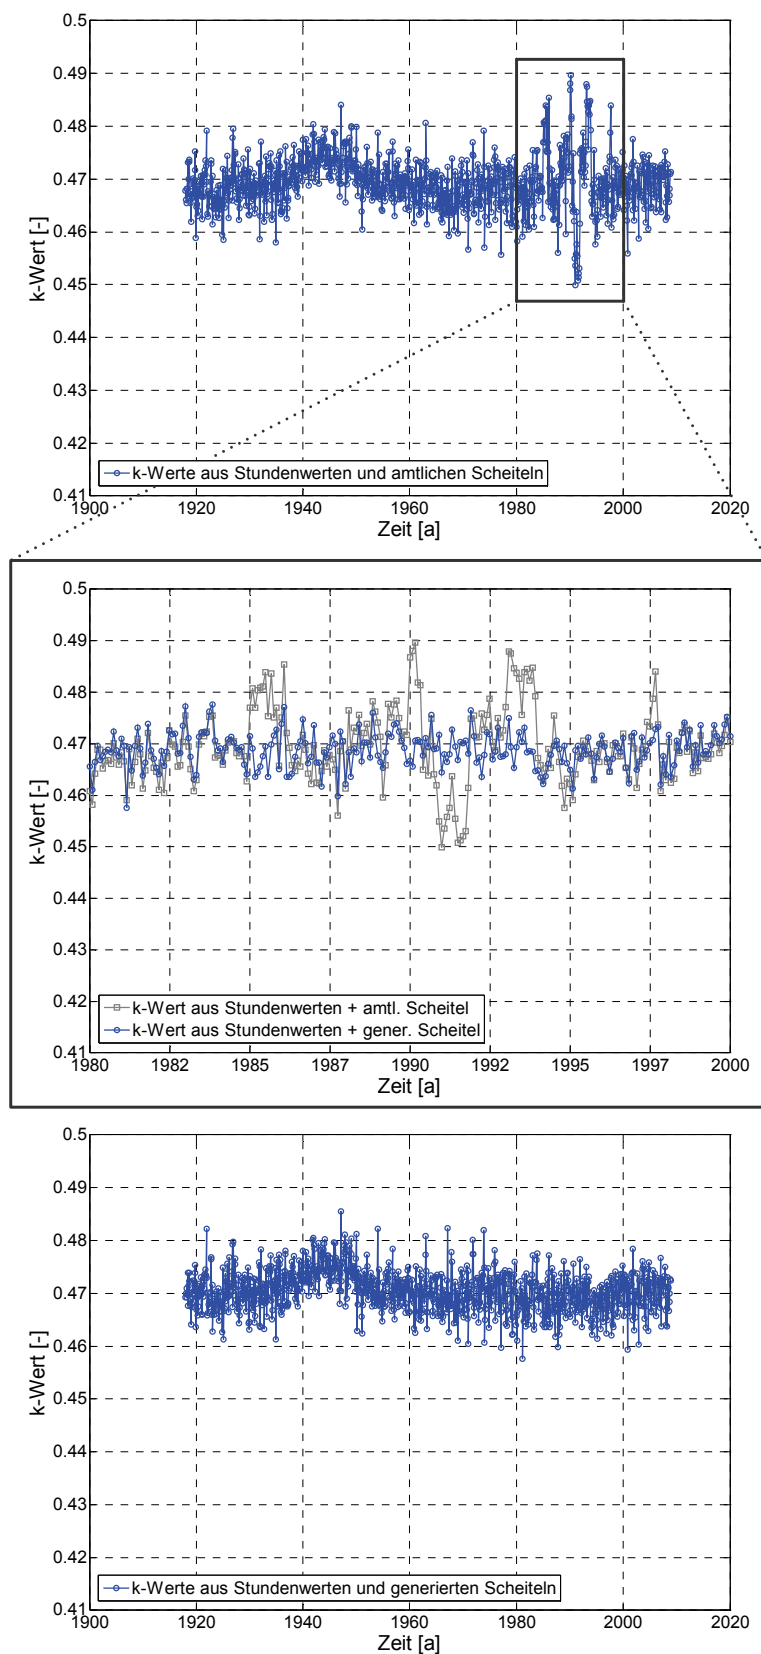 0.5
0.49
0.48
0.47
0.46
0.45
0.44
0.43
0.42
0.41
k-Wert [-]
k-Werte aus Stundenwerten und amtlichen Scheiteln
1900 1920 1940 1960 1980 2000 2020
Zeit [a]
0.5
0.49
0.48
0.47
0.46
0.45
0.44
0.43
0.42
0.41
k-Wert [-]
k-Wert aus Stundenwerten + amtl. Scheitel
k-Wert aus Stundenwerten + gener. Scheitel
1980 1982 1985 1987 1990 1992 1995 1997 2000
Zeit [a]
0.5
0.49
0.48
0.47
0.46
0.45
0.44
0.43
0.42
0.41
k-Wert [-]
k-Werte aus Stundenwerten und generierten Scheiteln
1900 1920 1940 1960 1980 2000 2020
Zeit [a]